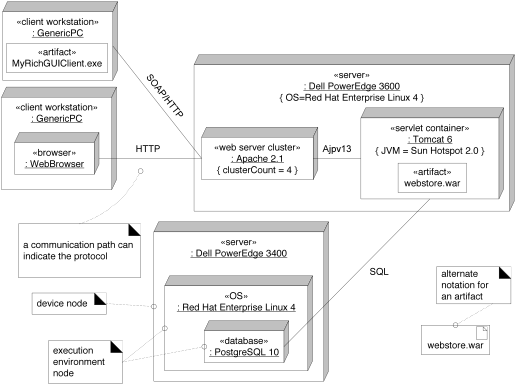 «client workstation»
: GenericPC
«artifact»
MyRichGUIClient.exe
«client workstation»
: GenericPC
«browser»
: WebBrowser
SOAP/HTTP
HTTP
«server»
: Dell PowerEdge 3600
{ OS=Red Hat Enterprise Linux 4 }
«web server cluster»
: Apache 2.1
{ clusterCount = 4 }
Ajpv13
«servlet container»
: Tomcat 6
{ JVM = Sun Hotspot 2.0 }
«artifact»
webstore.war
a communication path can
indicate the protocol
«server»
: Dell PowerEdge 3400
«OS»
: Red Hat Enterprise Linux 4
«database»
: PostgreSQL 10
SQL
device node
execution
environment
node
alternate
notation for
an artifact
webstore.war